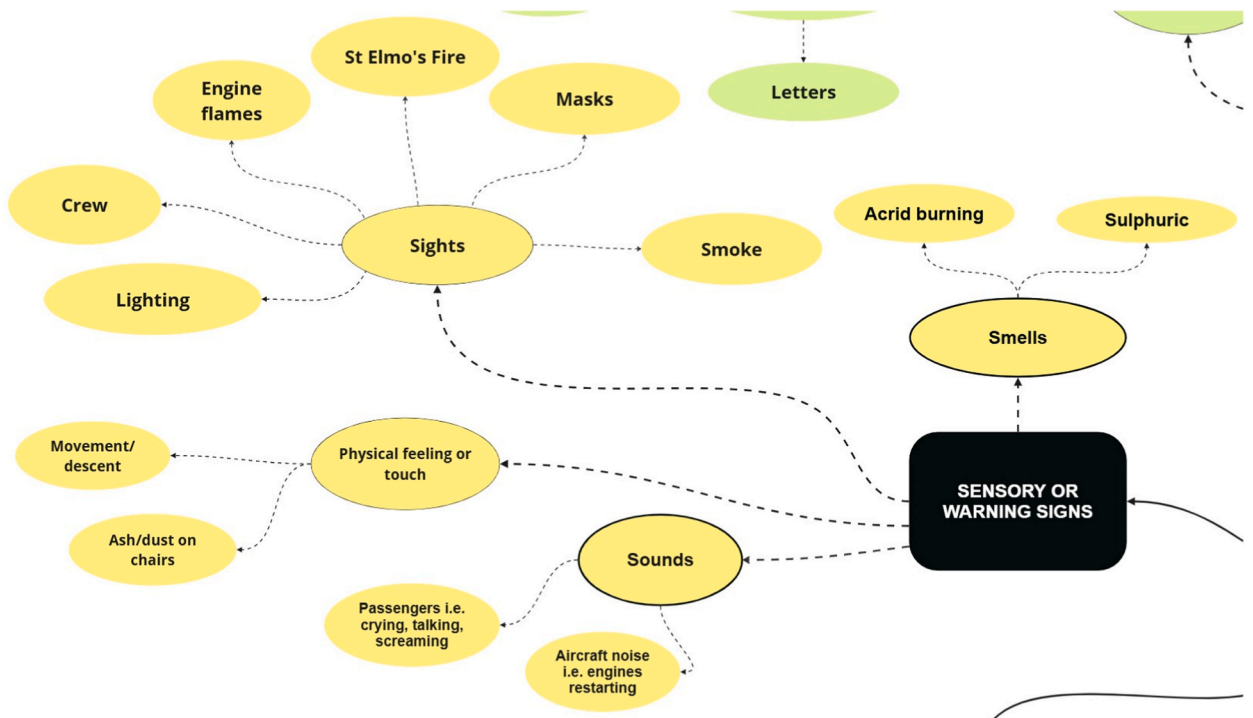 St Elmo's Fire
Engine
flames
Masks
Letters
Crew
Sights
Smoke
Lighting
Acrid burning
Sulphuric
Smells
Movement/
descent
Physical feeling or
touch
SENSORY OR
WARNING SIGNS
Ash/dust on
chairs
Sounds
Passengers i.e.
crying, talking,
screaming
Aircraft noise
i.e. engines
restarting